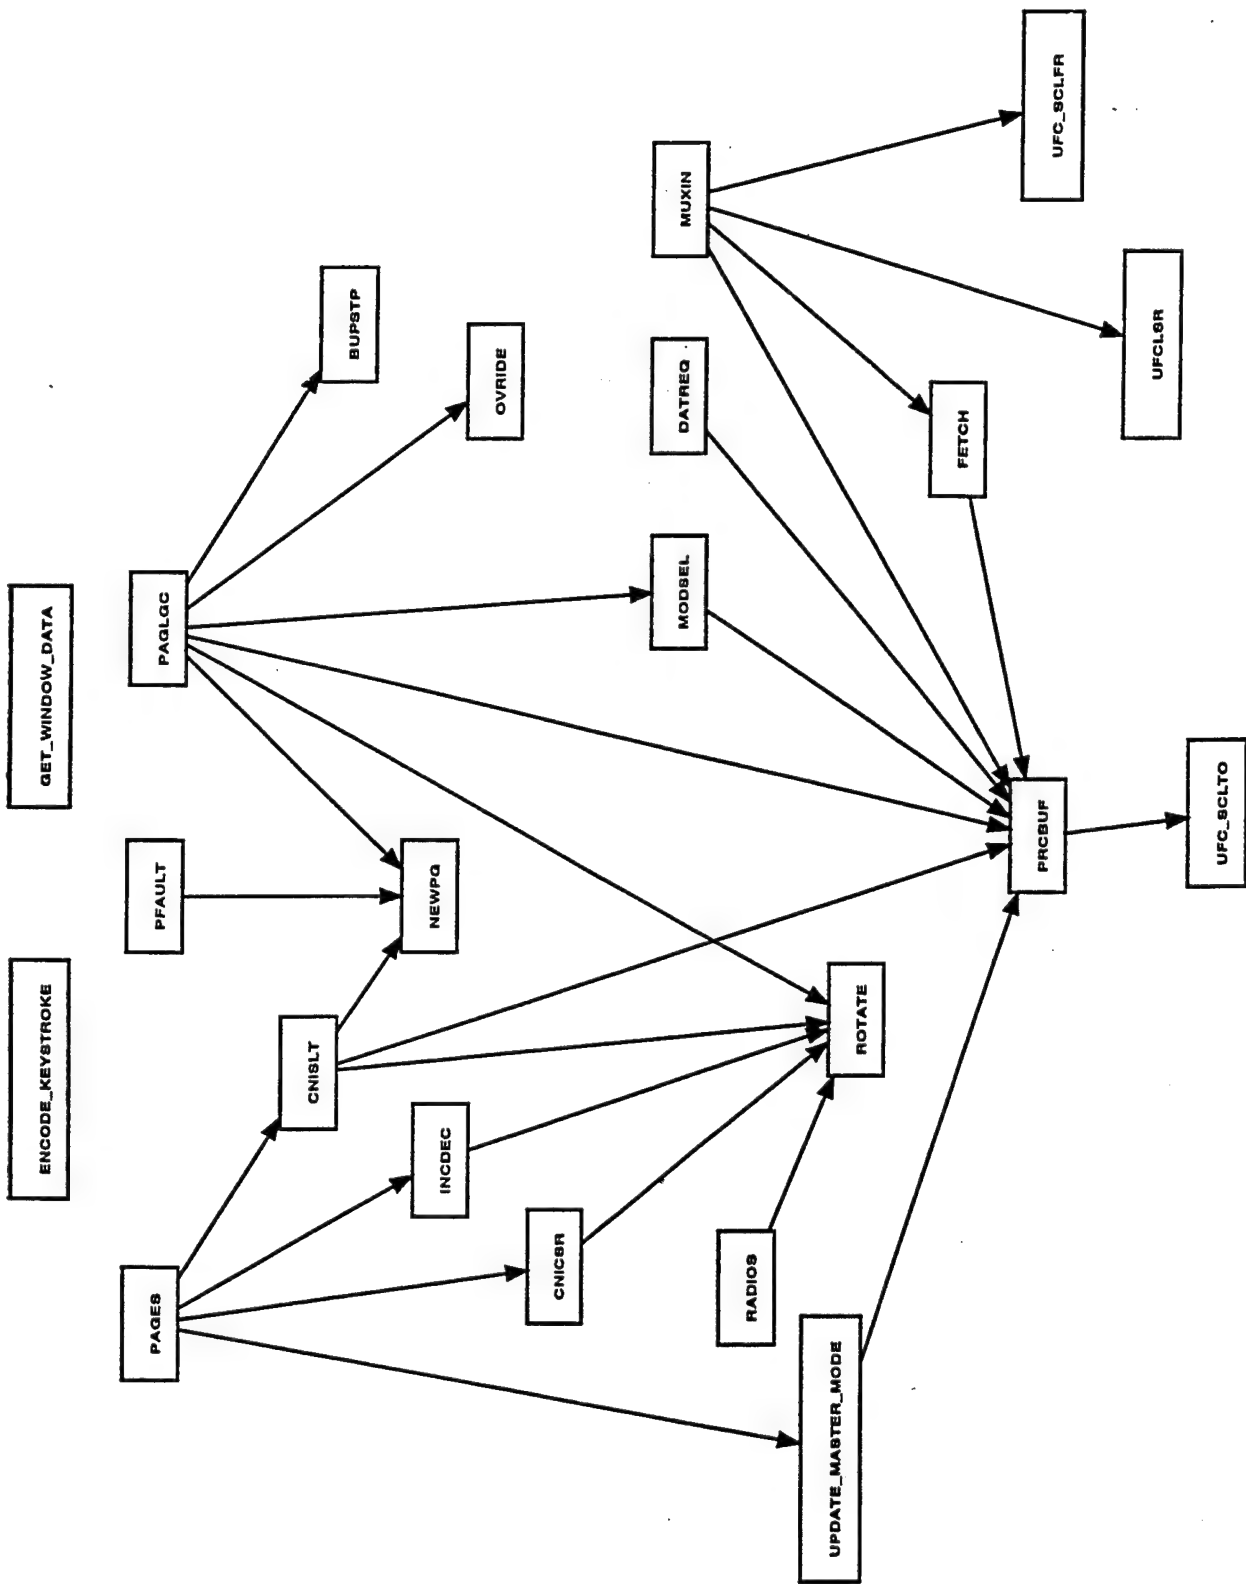 ENCODE_KEYSTROKE
GET_WINDOW_DATA
PAGES
PFAULT
PAGLGC
CNISLT
BUPSTP
INCDEC
NEWPG
OVRIDE
CNICSR
RADIOS
MODSEL
DATREQ
MUXIN
UPDATE_MASTER_MODE
ROTATE
FETCH
PRCBUF
UFC_SCLFR
UFCLSR
UFC_SCLTO